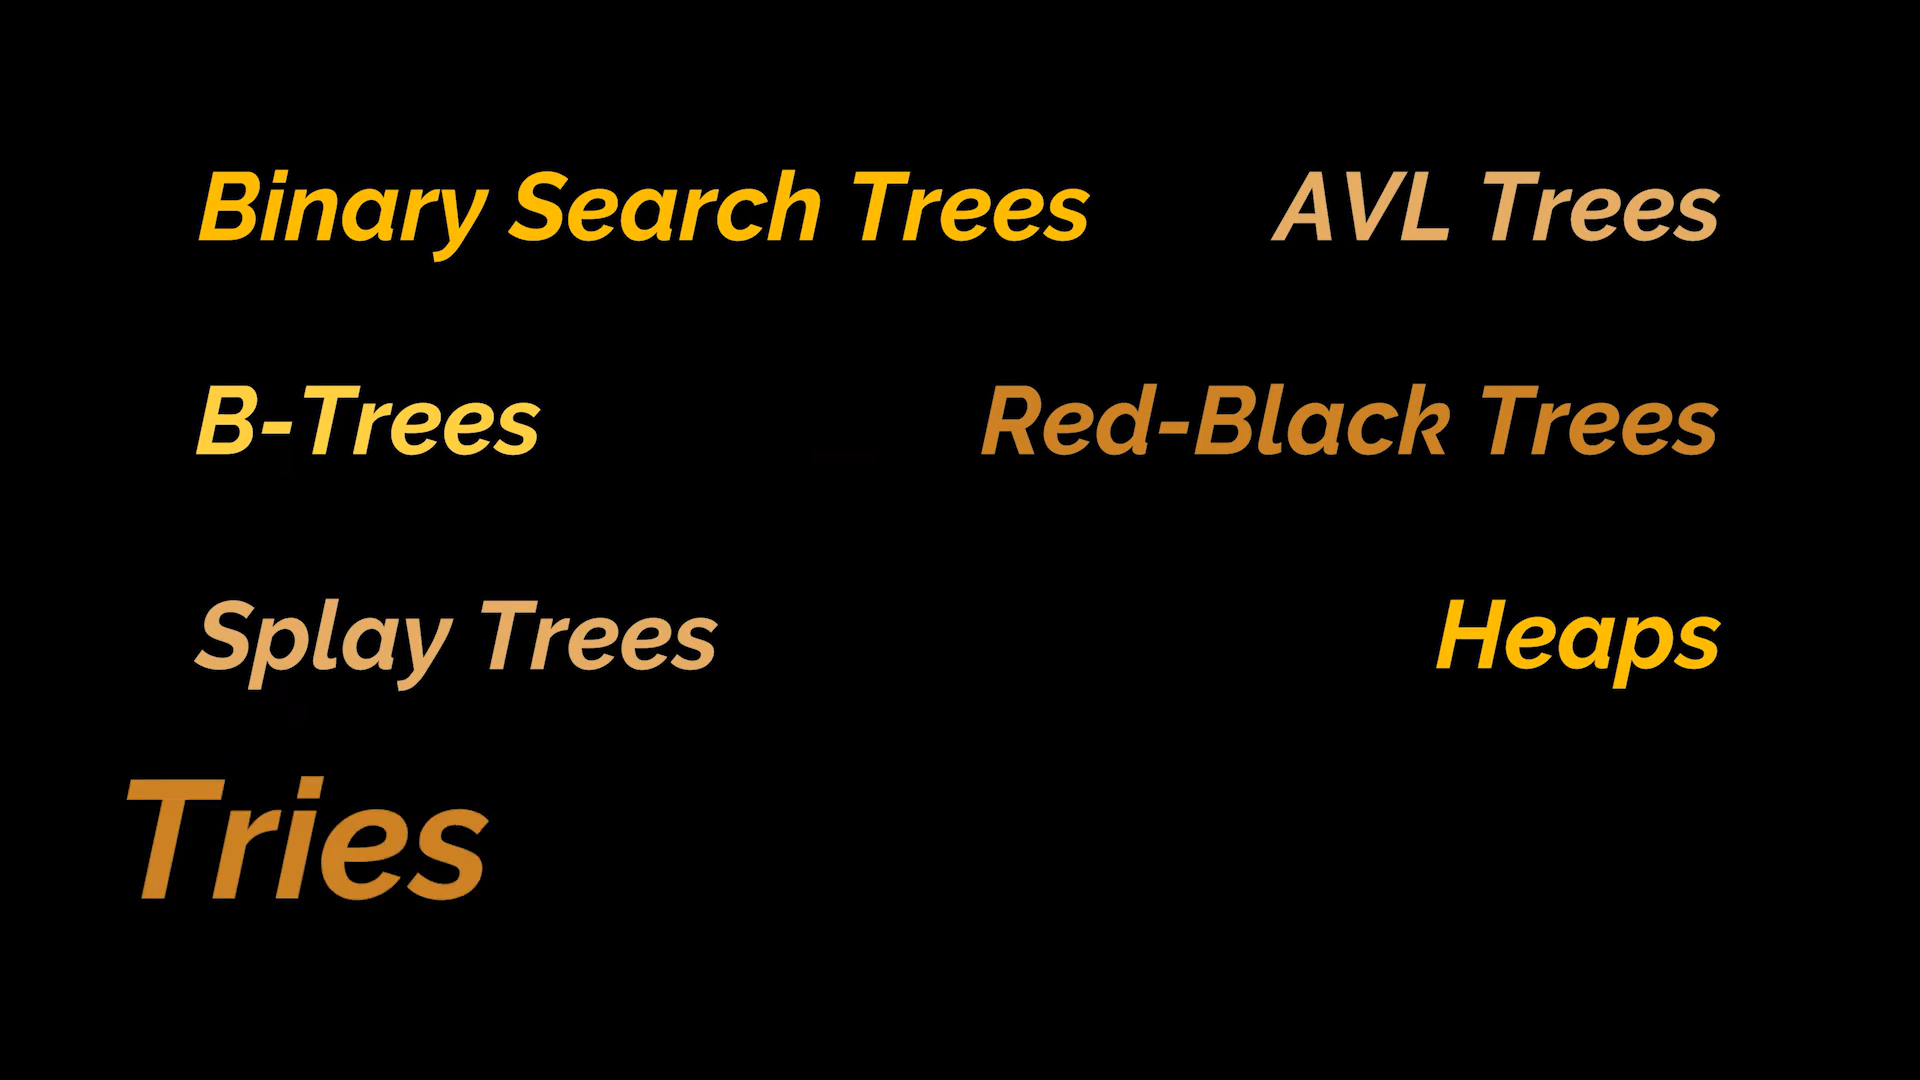 Binary Search Trees
AVL Trees
B-Trees
Red-Black Trees
Splay Trees
Heaps
Tries